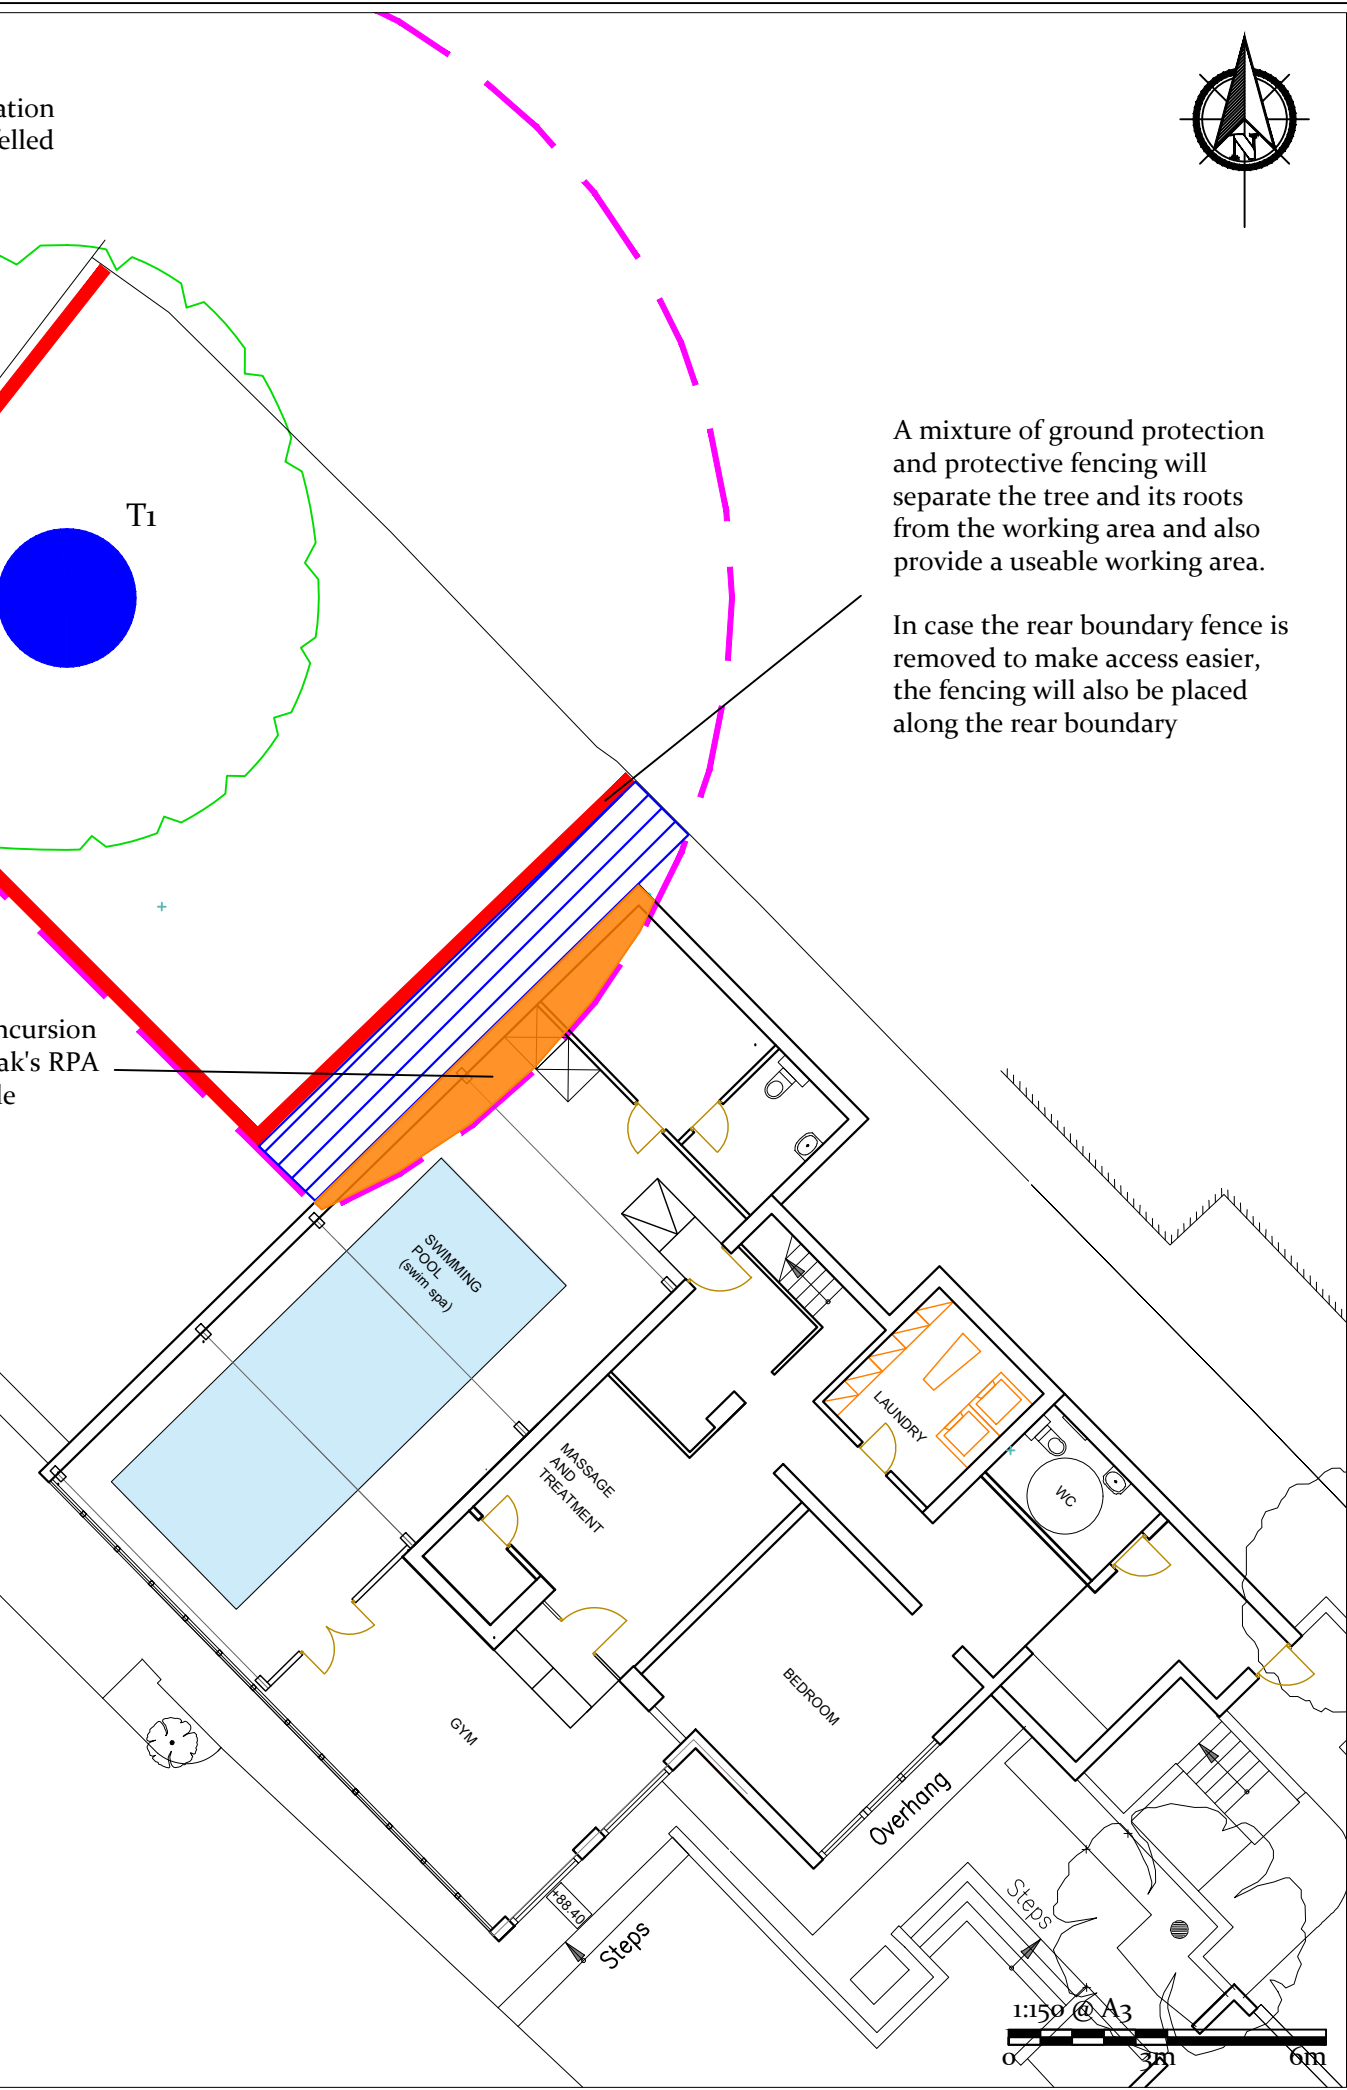 ation
elled
N
A mixture of ground protection
and protective fencing will
separate the tree and its roots
from the working area and also
provide a useable working area.
In case the rear boundary fence is
removed to make access easier,
the fencing will also be placed
along the rear boundary
T1
ncursion
ak's RPA
le
SWIMMING
POOL
(swim spa)
LAUNDRY
MASSAGE
AND
TREATMENT
WC
BEDROOM
GYM
Overhang
+88.40
Steps
Steps
1:150 @ A3
0 3m 6m